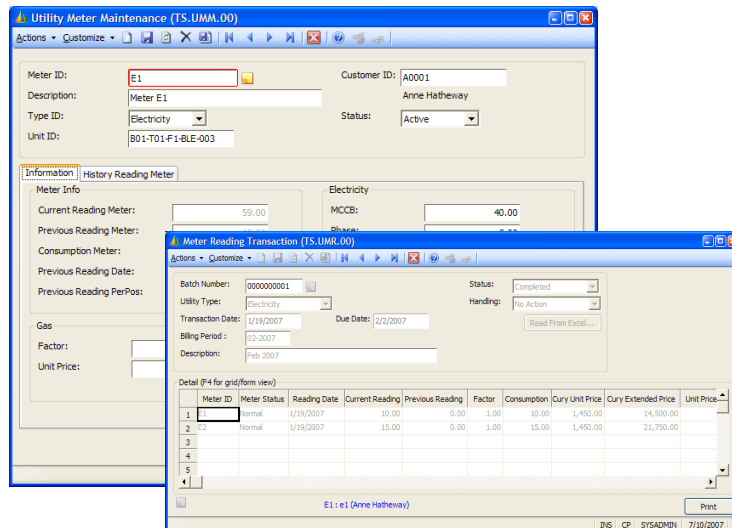 Utility Meter Maintenance (TS.UMM.00)
Actions Customize
Meter ID: E1 Customer ID: A0001
Description: Meter E1 Anne Hatheway
Type ID: Electricity Status: Active
Unit ID: B01-T01-F1-BLE-003
Information History Reading Meter
Meter Info Electricity
Current Reading Meter: 59.00 MCCB: 40.00
Previous Reading Meter: Phase:
Consumption Meter:
Previous Reading Date:
Previous Reading PerPos:
Gas
Factor:
Unit Price:
Meter Reading Transaction (TS.UMR.00)
Actions Customize
Batch Number: 0000000001 Status: Completed
Utility Type: Electricity Handling: No Action
Transaction Date: 1/19/2007 Due Date: 2/2/2007 Read From Excel...
Billing Period : 02-2007
Description: Feb 2007
Detail (F4 for grid/form view)
Meter ID Meter Status Reading Date Current Reading Previous Reading Factor Consumption Cury Unit Price Cury Extended Price Unit Price
1 E1 Normal 1/19/2007 10.00 0.00 1.00 10.00 1,450.00 14,500.00
2 E2 Normal 1/19/2007 15.00 0.00 1.00 15.00 1,450.00 21,750.00
3
4
5
E1 : e1 (Anne Hatheway) Print
INS CP SYSADMIN 7/10/2007